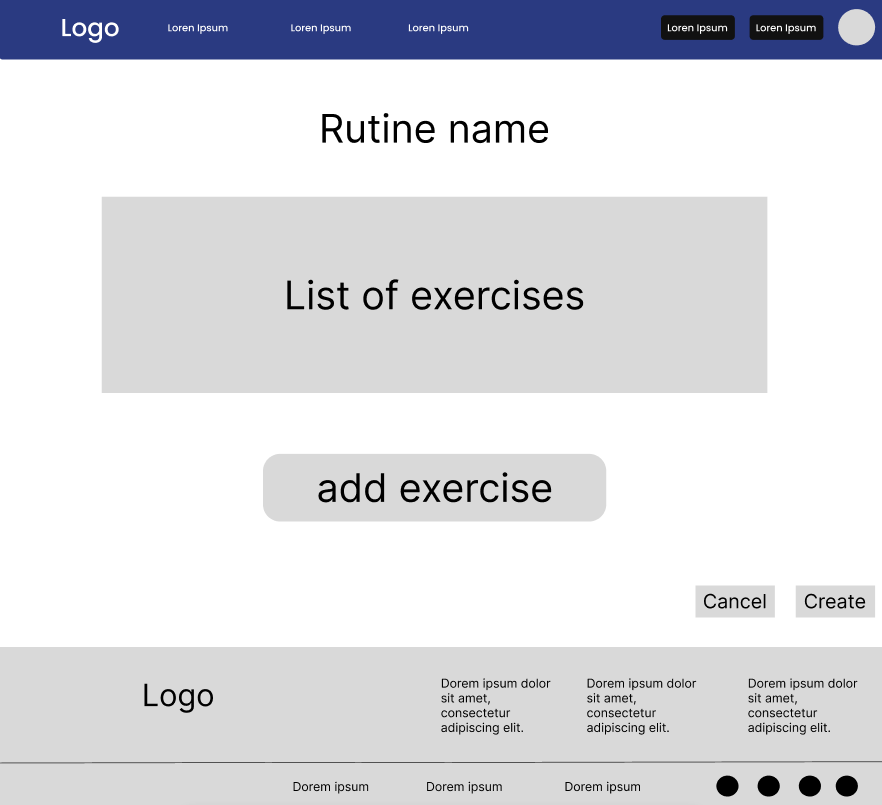 Logo
Loren Ipsum
Loren Ipsum
Loren Ipsum
Loren Ipsum
Loren Ipsum
Rutine name
List of exercises
add exercise
Cancel
Create
Logo
Dorem ipsum dolor
sit amet,
consectetur
adipiscing elit.
Dorem ipsum dolor
sit amet,
consectetur
adipiscing elit.
Dorem ipsum dolor
sit amet,
consectetur
adipiscing elit.
Dorem ipsum
Dorem ipsum
Dorem ipsum